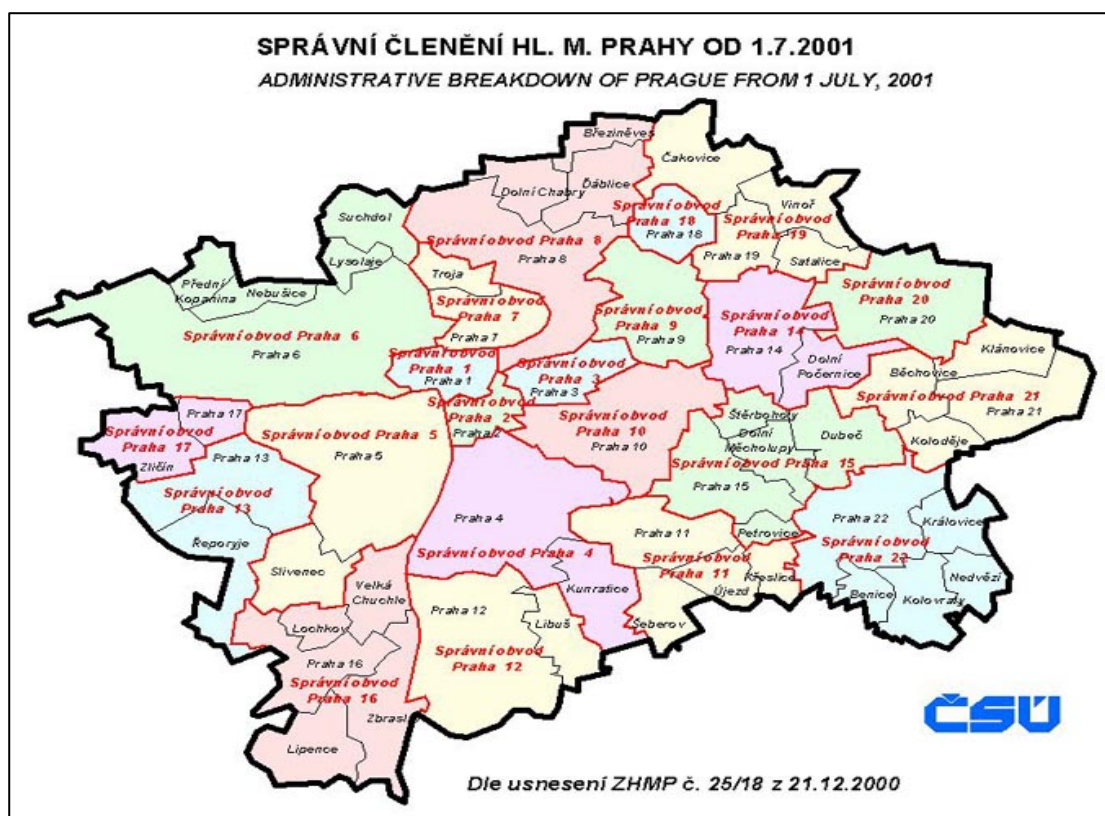 SPRÁVNÍ ČLENĚNÍ HL. M. PRAHY OD 1.7.2001
ADMINISTRATIVE BREAKDOWN OF PRAGUE FROM 1 JULY, 2001
Březiněves
Čakovice
Ďáblice
Dolní Chabry
Vinoř
Suchdol
Správní obvod
Praha 18
Praha 18
Správní obvod
Praha 19
Praha 19
Satalice
Správní obvod Praha 8
Praha 8
Lysolaje
Troja
Přední
Kopanina
Nebušice
Správní obvod
Praha 20
Praha 20
Správní obvod
Praha 7
Praha 7
Správní obvod
Praha 9
Praha 9
Správní obvod
Praha 14
Praha 14
Správní obvod Praha 6
Praha 6
Klánovice
Dolní
Počernice
Běchovice
Správní obvod
Praha 1
Praha 1
Správní obvod
Praha 3
Praha 3
Správní obvod Praha 21
Praha 21
Správní obvod
Praha 2
Praha 2
Správní obvod
Praha 10
Praha 10
Štěrboholy
Dolní
Měcholupy
Dubeč
Koloděje
Praha 17
Správní obvod
Praha 17
Zličín
Správní obvod Praha 5
Praha 5
Praha 13
Správní obvod
Praha 13
Správní obvod Praha 15
Praha 15
Praha 4
Správní obvod Praha 4
Praha 11
Petrovice
Správní obvod
Praha 11
Praha 22
Královice
Správní obvod
Praha 22
Řeporyje
Slivenec
Velká
Chuchle
Kunratice
Křeslice
Újezd
Nedvězí
Benice
Kolovraty
Praha 12
Libuš
Šeberov
Lochkov
Správní obvod
Praha 12
Praha 16
Správní obvod
Praha 16
Zbrasl
Lipence
ČSÚ
Dle usnesení ZHMP č. 25/18 z 21.12.2000